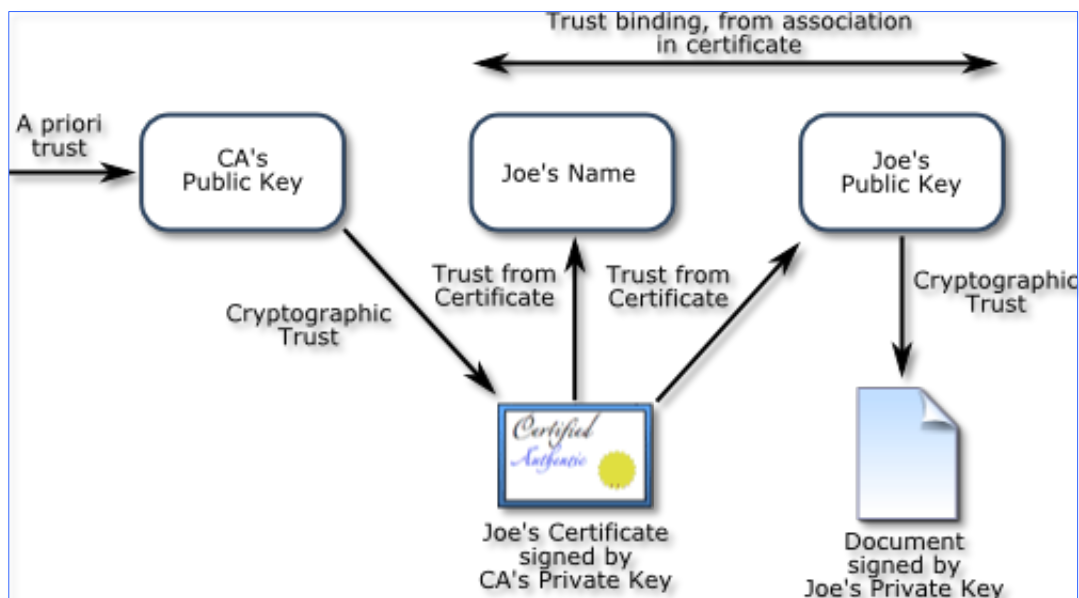 Trust binding, from association
in certificate
A priori
trust
CA's
Public Key
Joe's Name
Joe's
Public Key
Trust from
Certificate
Trust from
Certificate
Cryptographic
Trust
Cryptographic
Trust
Certified
Authentic
Joe's Certificate
signed by
CA's Private Key
Document
signed by
Joe's Private Key